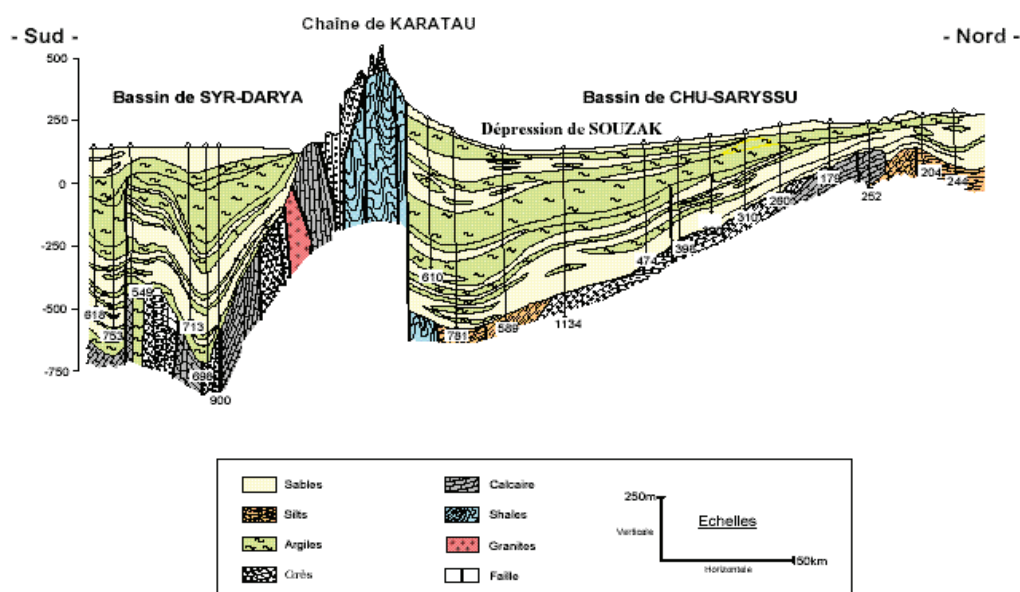 Chaîne de KARATAU
- Sud -
- Nord -
500
Bassin de SYR-DARYA
Bassin de CHU-SARYSSU
250
Dépression de SOUZAK
0
179
204
244
252
260
310
-250
396
474
610
-500
549
618
713
753
589
1134
781
-750
698
900
Sables
Calcaire
250m
Silts
Shales
Echelles
Verticale
Argiles
Granites
50km
Horizontale
Grès
Faille